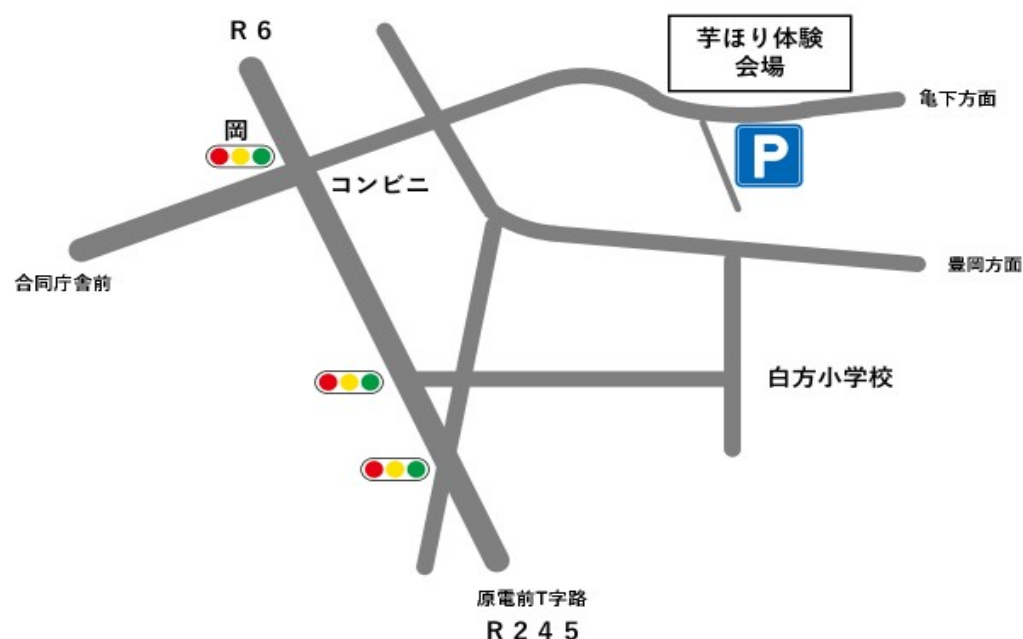 R6
芋ほり体験
会場
亀下方面
岡
P
コンビニ
合同庁舎前
豊岡方面
白方小学校
原電前T字路
R245